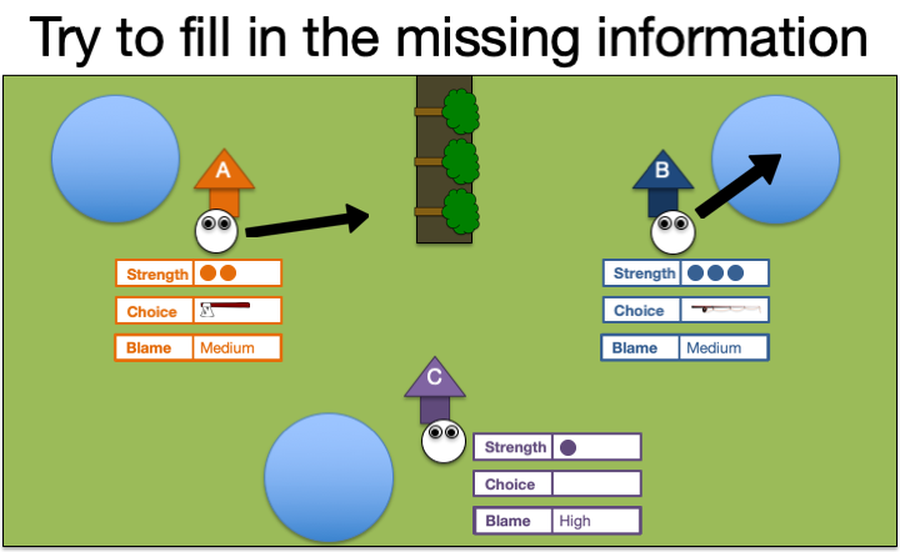 Try to fill in the missing information
A
B
Strength
Choice
Blame Medium
Strength
Choice
Blame Medium
C
Strength
Choice
Blame High